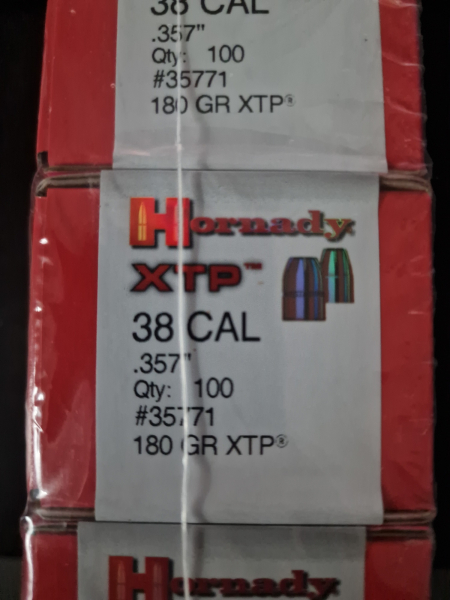 38 CAL
.357"
Qty: 100
#35771
180 GR XTP®
Hornady
XTP™
38 CAL
.357"
Qty: 100
#35771
180 GR XTP®
Hornady